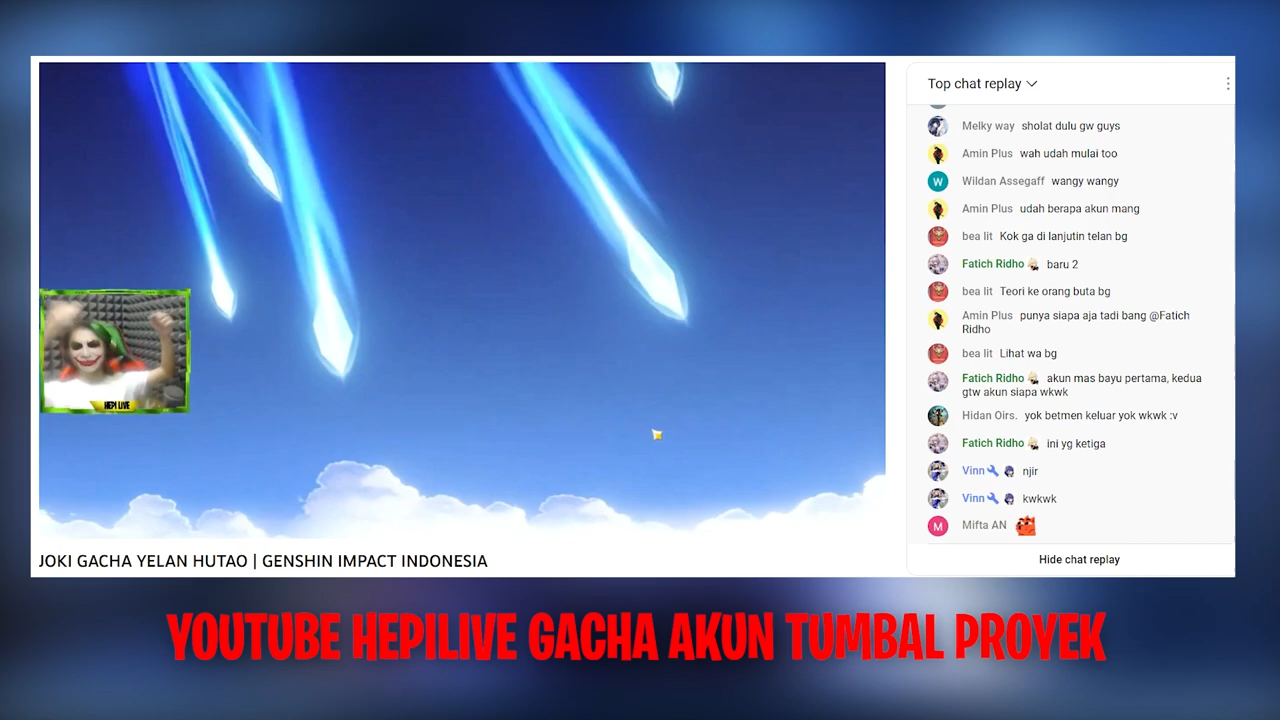 Top chat replay
Melky way sholat dulu gw guys
Amin Plus wah udah mulai too
W Wildan Assegaff wangy wangy
Amin Plus udah berapa akun mang
bea lit Kok ga di lanjutin telan bg
Fatich Ridho baru 2
bea lit Teori ke orang buta bg
Amin Plus punya siapa aja tadi bang @Fatich
Ridho
bea lit Lihat wa bg
Fatich Ridho akun mas bayu pertama, kedua
gtw akun siapa wkwk
Hidan Oirs. yok betmen keluar yok wkwk :v
Fatich Ridho ini yg ketiga
Vinn njir
Vinn kwkwk
M Mifta AN
Hide chat replay
HEPI LIVE
JOKI GACHA YELAN HUTAO | GENSHIN IMPACT INDONESIA
YOUTUBE HEPILIVE GACHA AKUN TUMBAL PROYEK